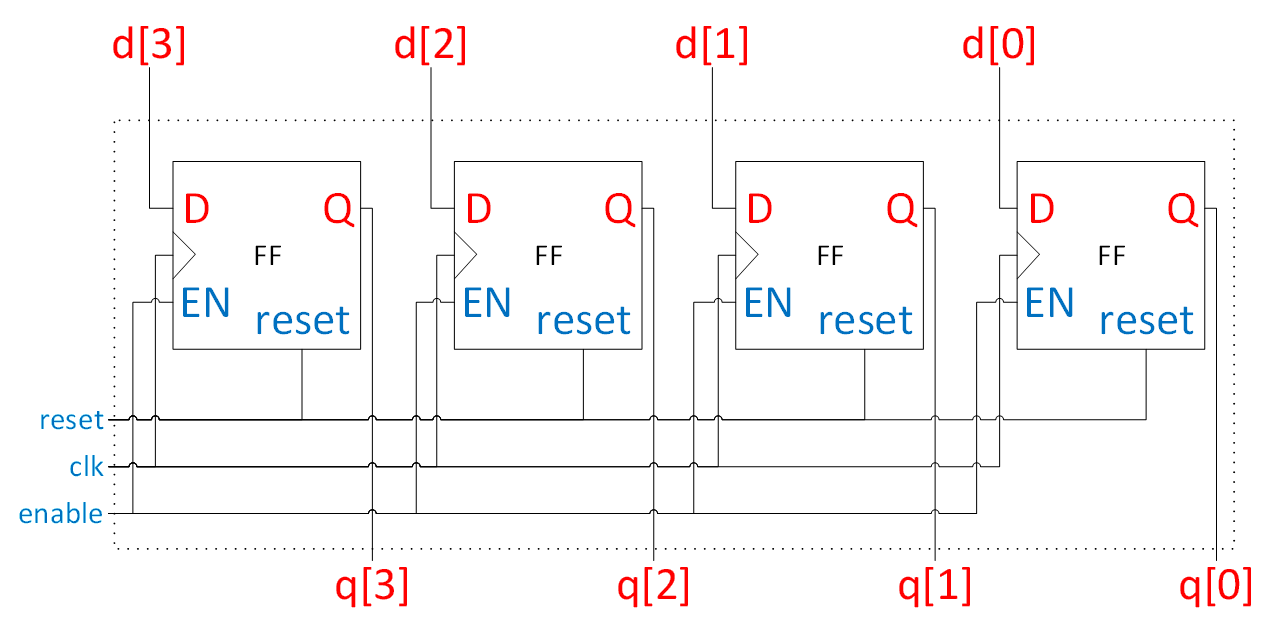 d[3] d[2] d[1] d[0]
D Q D Q D Q D Q
FF FF FF FF
EN reset EN reset EN reset EN reset
reset
clk
enable
q[3] q[2] q[1] q[0]